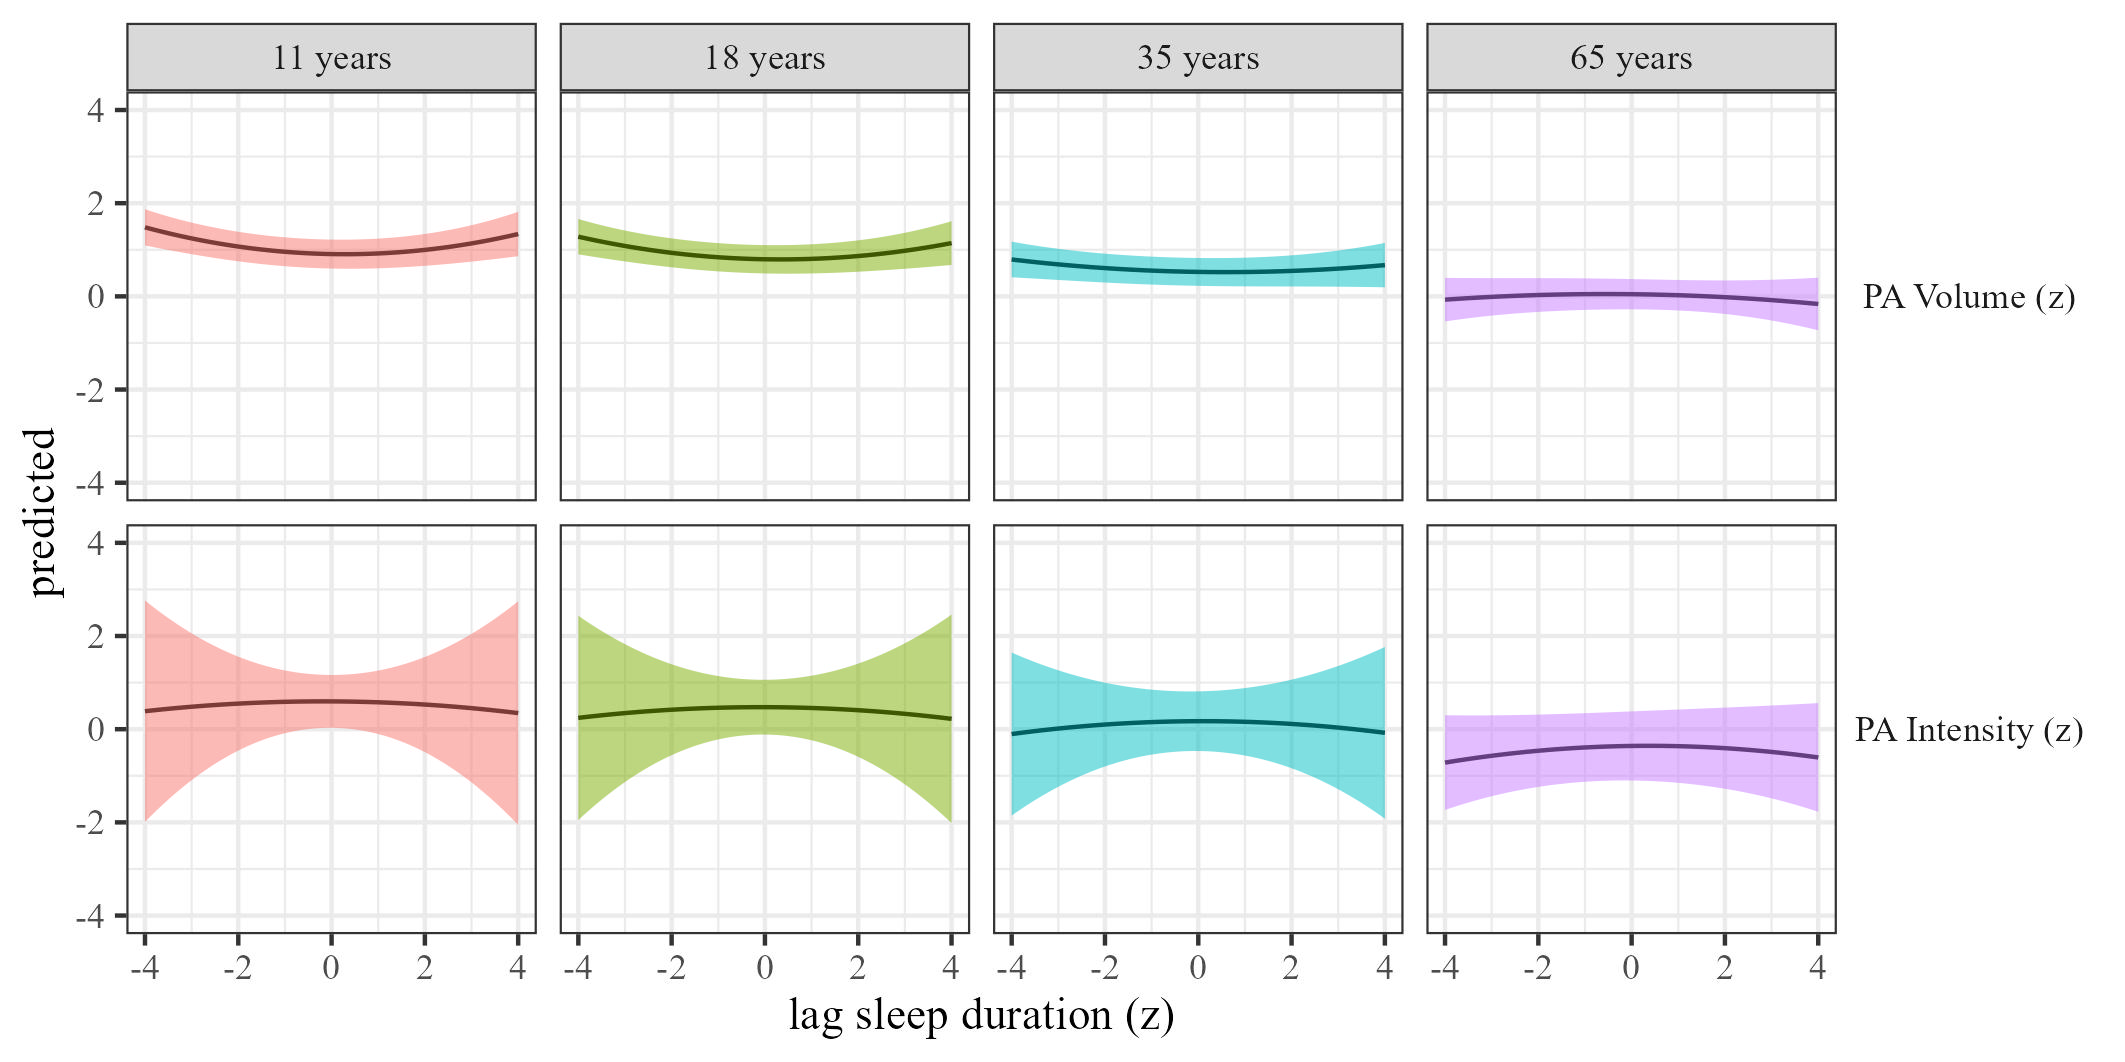 11 years 18 years 35 years 65 years
4
2
0
-2
-4
PA Volume (z)
predicted
4
2
0
-2
-4
PA Intensity (z)
-4 -2 0 2 4 -4 -2 0 2 4 -4 -2 0 2 4 -4 -2 0 2 4
lag sleep duration (z)